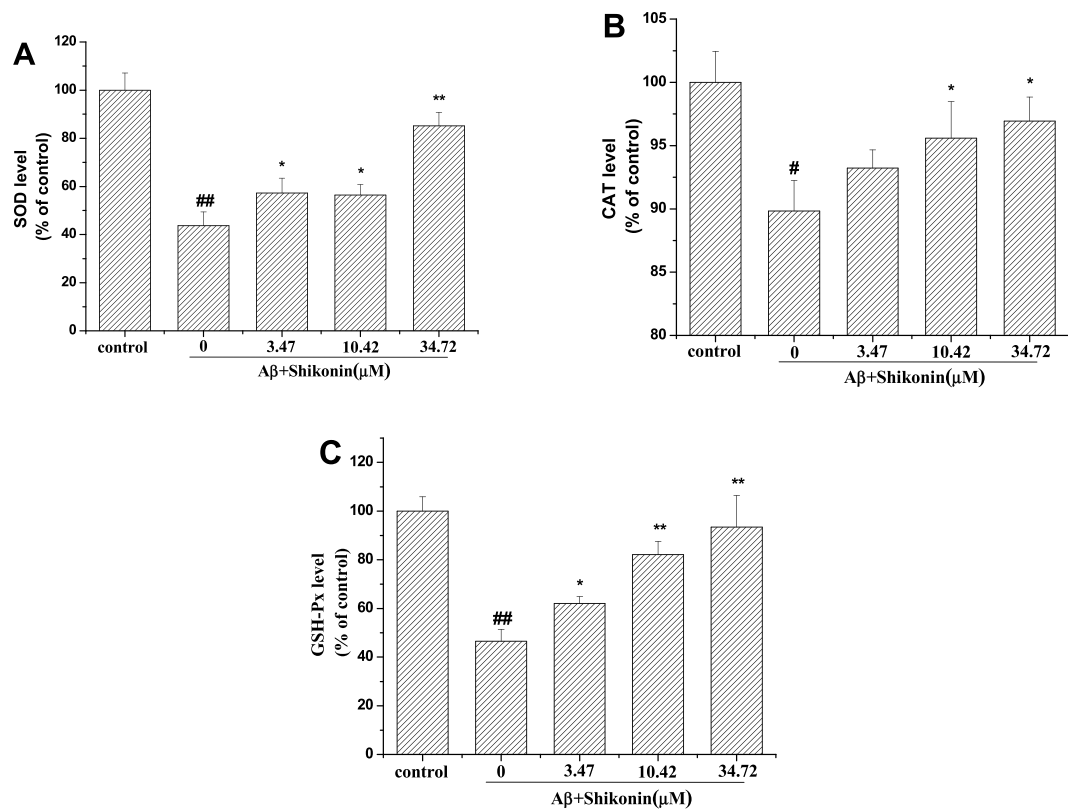 A
SOD level
(% of control)
120
100
80
60
40
20
0
##
*
*
**
control
0
3.47
10.42
34.72
Aβ+Shikonin(μM)
B
CAT level
(% of control)
105
100
95
90
85
80
#
*
*
control
0
3.47
10.42
34.72
Aβ+Shikonin(μM)
C
GSH-Px level
(% of control)
120
100
80
60
40
20
0
##
*
**
**
control
0
3.47
10.42
34.72
Aβ+Shikonin(μM)